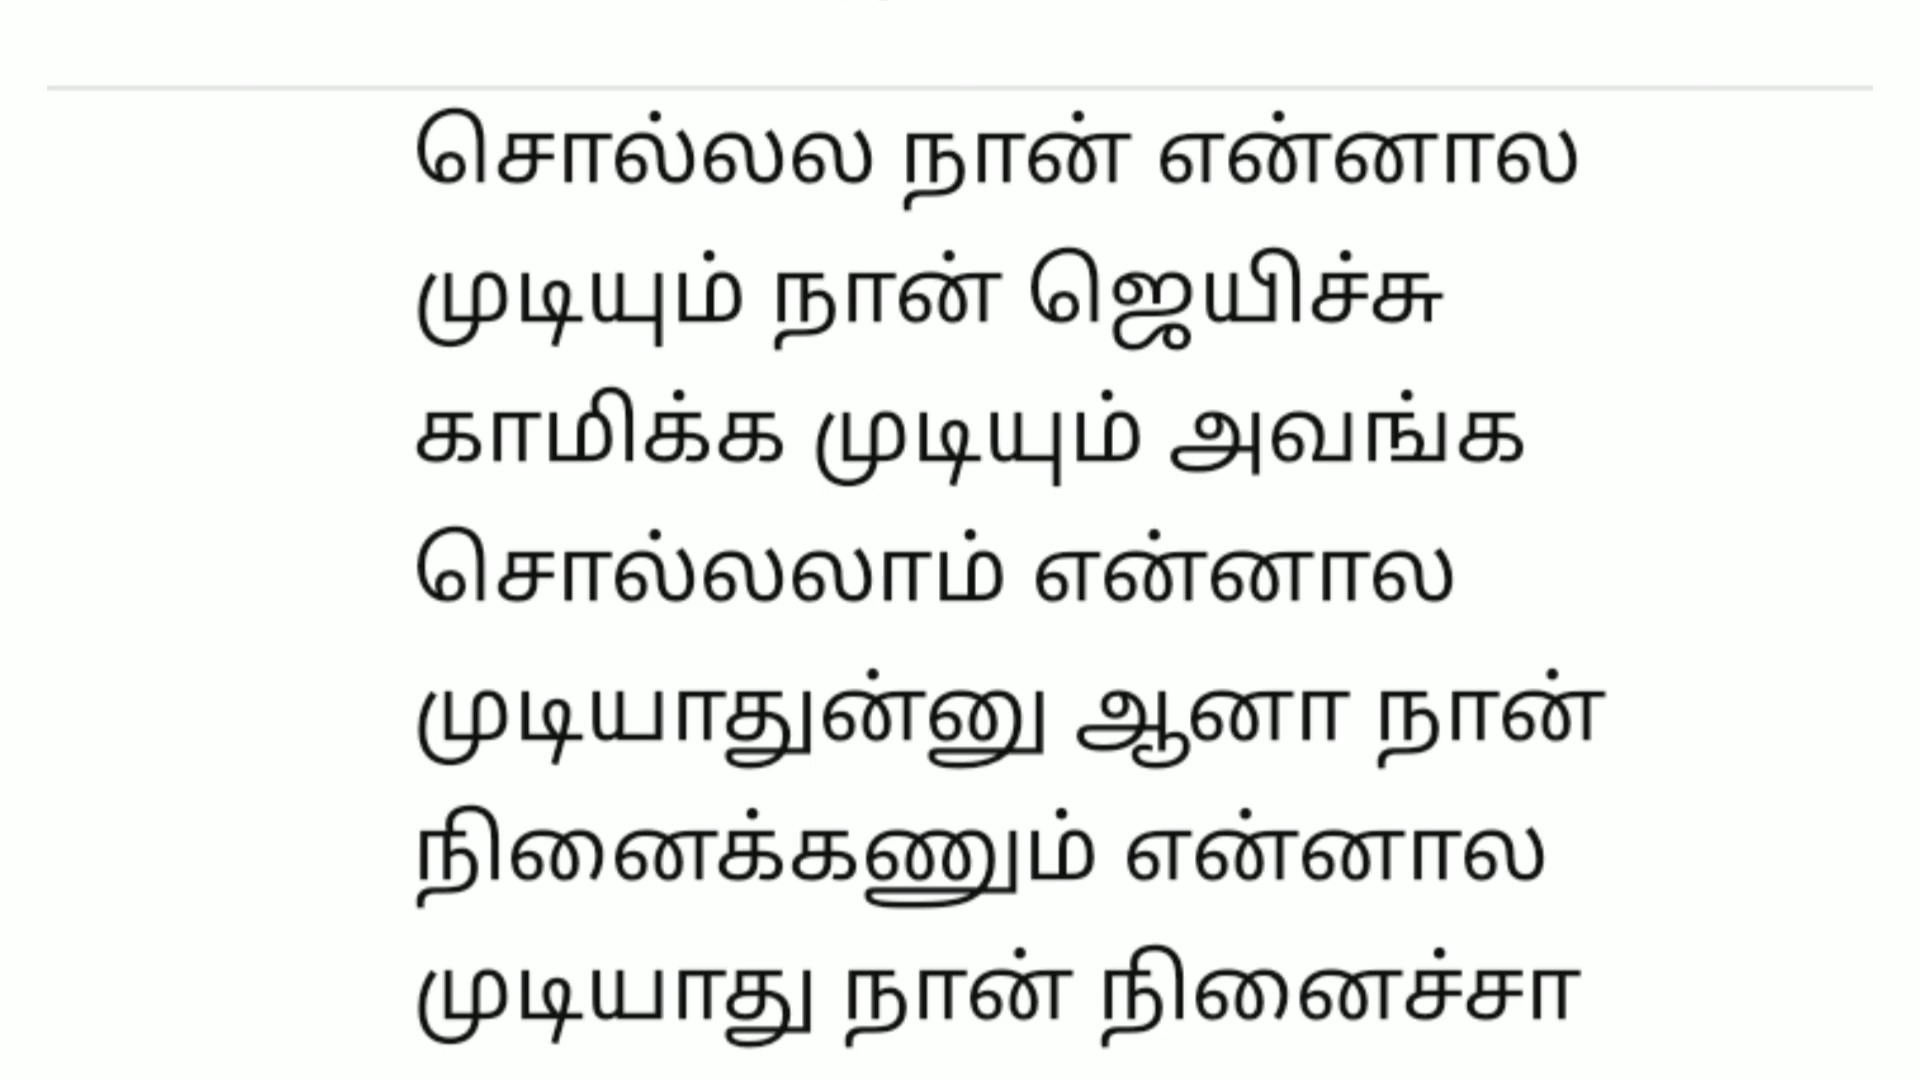 சொல்லல நான் என்னால
முடியும் நான் ஜெயிச்சு
காமிக்க முடியும் அவங்க
சொல்லலாம் என்னால
முடியாதுன்னு ஆனா நான்
நினைக்கணும் என்னால
முடியாது நான் நினைச்சா